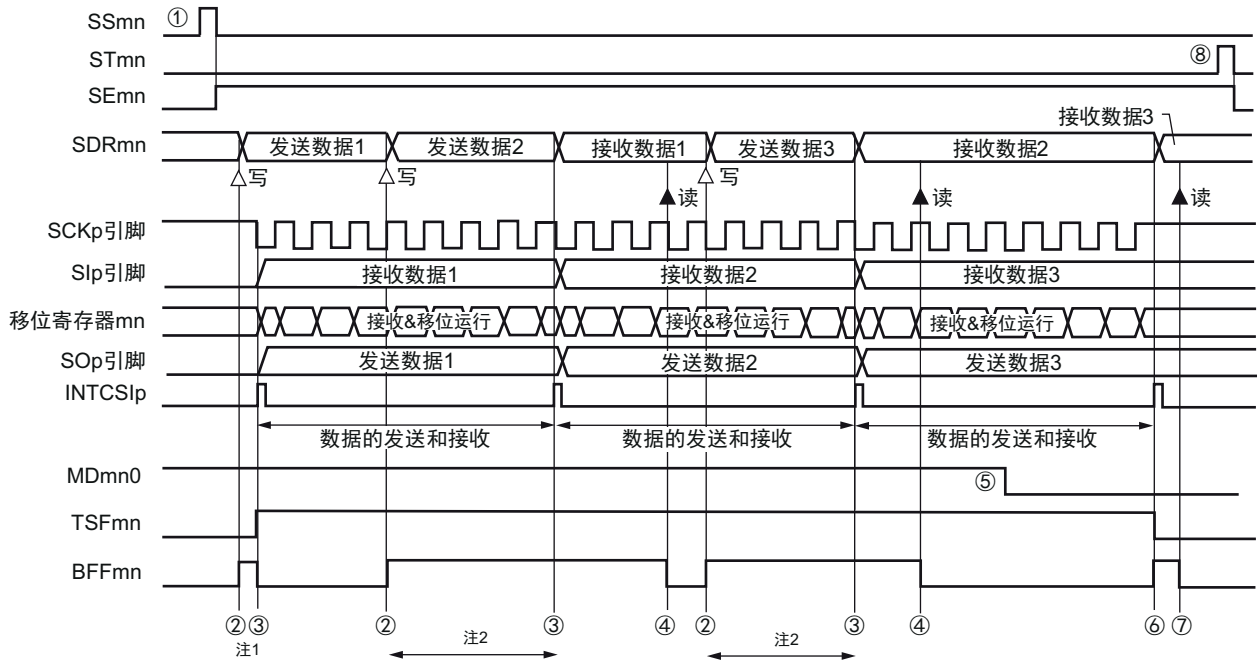 SSmn ①
STmn ⑧
SEmn
接收数据3
SDRmn 发送数据1 发送数据2 接收数据1 发送数据3 接收数据2
写 写 读 写 读 读
SCKp引脚
SIp引脚 接收数据1 接收数据2 接收数据3
移位寄存器mn 接收&移位运行 接收&移位运行 接收&移位运行
SOp引脚 发送数据1 发送数据2 发送数据3
INTCSIp
数据的发送和接收 数据的发送和接收 数据的发送和接收
MDmn0 ⑤
TSFmn
BFFmn
②③ ② ③ ④ ② ③ ④ ⑥ ⑦
注1 注2 注2